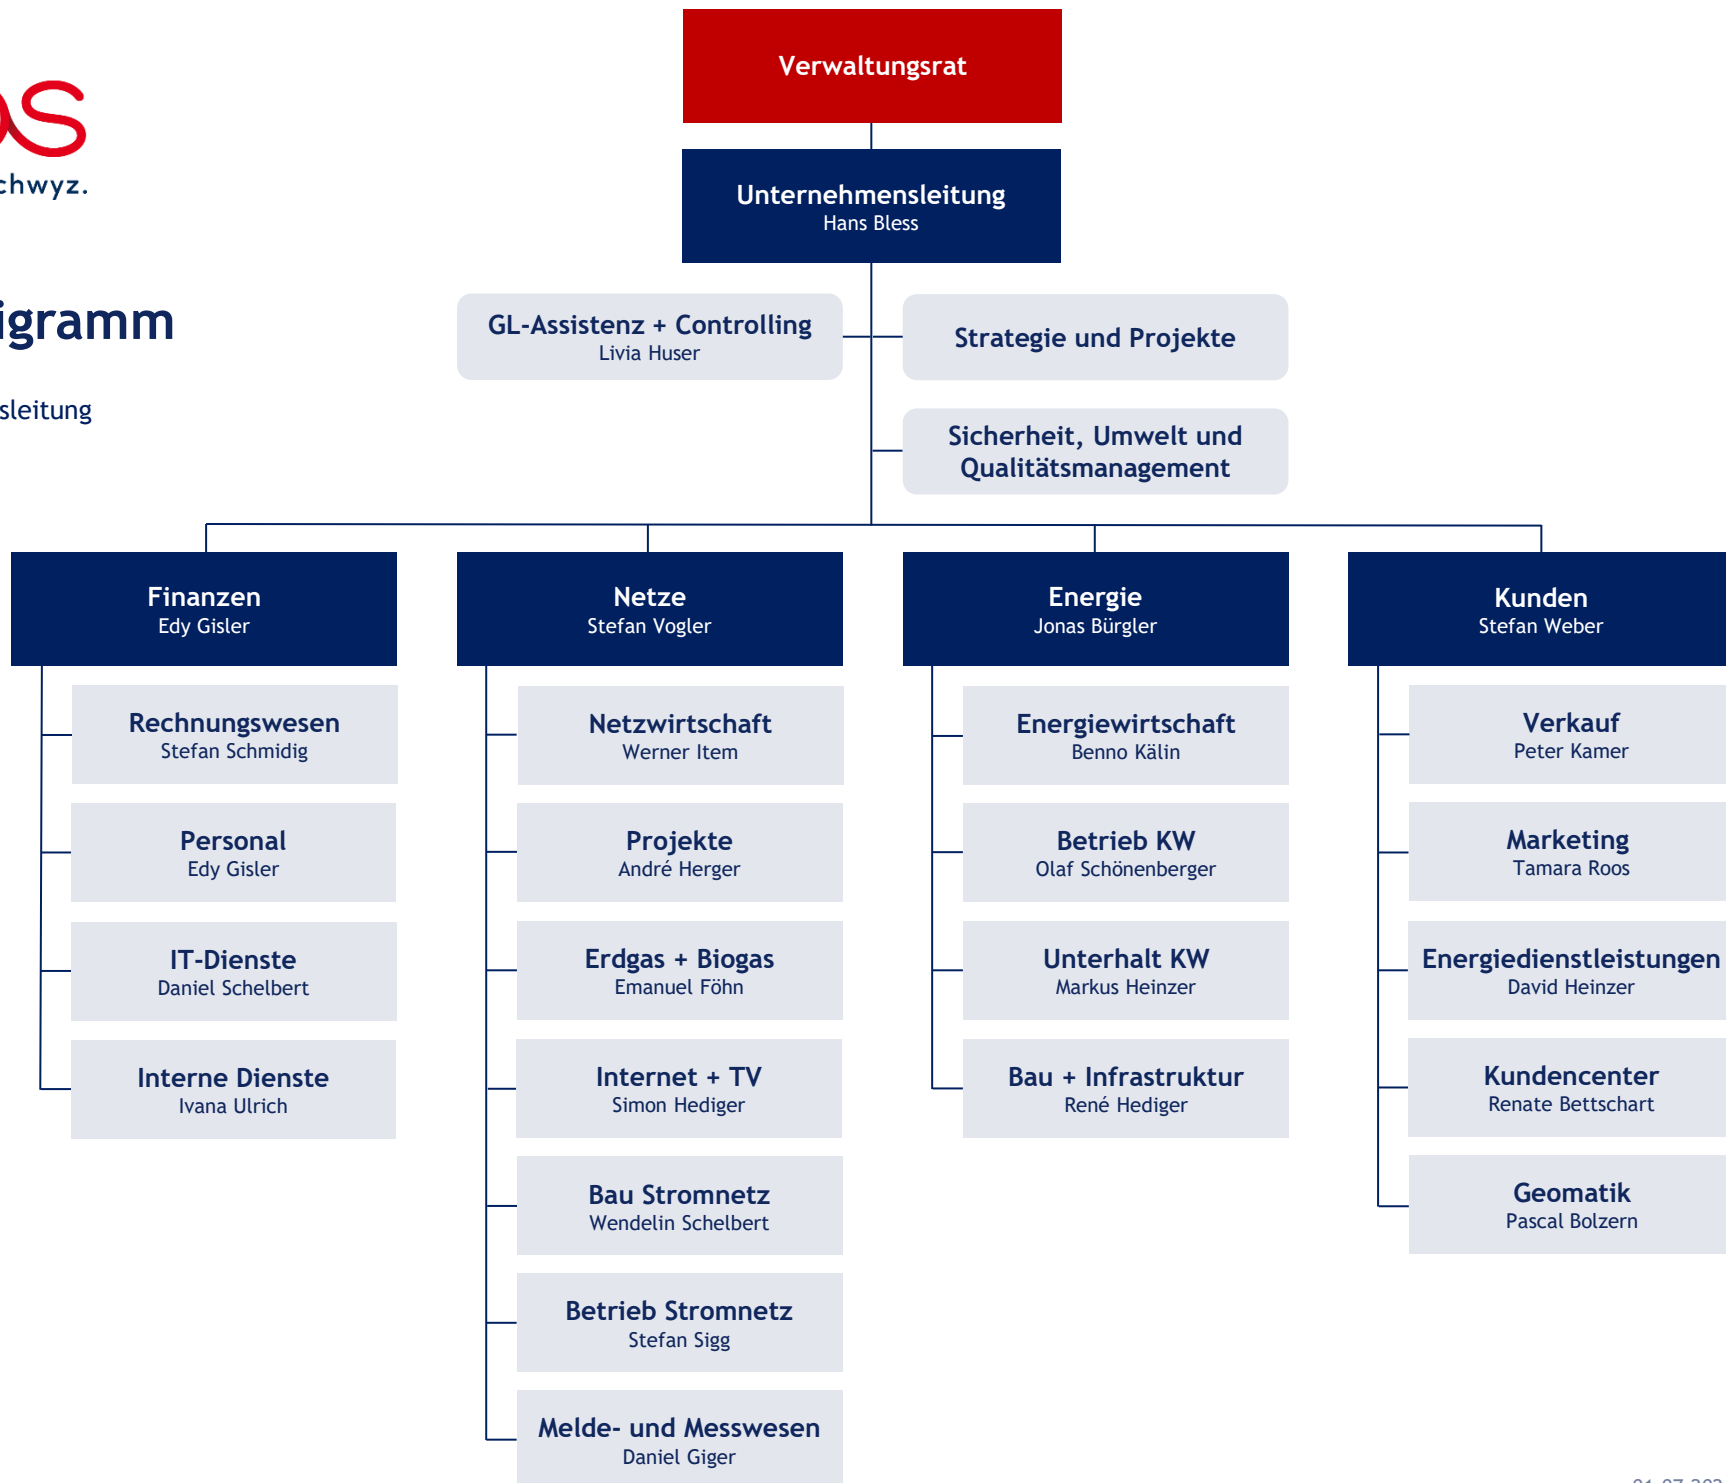 Verwaltungsrat
Unternehmensleitung
Hans Bless
GL-Assistenz + Controlling
Livia Huser
Strategie und Projekte
Sicherheit, Umwelt und
Qualitätsmanagement
Finanzen
Edy Gisler
Rechnungswesen
Stefan Schmidig
Personal
Edy Gisler
IT-Dienste
Daniel Schelbert
Interne Dienste
Ivana Ulrich
Netze
Stefan Vogler
Netzwirtschaft
Werner Item
Projekte
André Herger
Erdgas + Biogas
Emanuel Föhn
Internet + TV
Simon Hediger
Bau Stromnetz
Wendelin Schelbert
Betrieb Stromnetz
Stefan Sigg
Melde- und Messwesen
Daniel Giger
Energie
Jonas Bürgler
Energiewirtschaft
Benno Kälin
Betrieb KW
Olaf Schönenberger
Unterhalt KW
Markus Heinzer
Bau + Infrastruktur
René Hediger
Kunden
Stefan Weber
Verkauf
Peter Kamer
Marketing
Tamara Roos
Energiedienstleistungen
David Heinzer
Kundencenter
Renate Bettschart
Geomatik
Pascal Bolzern